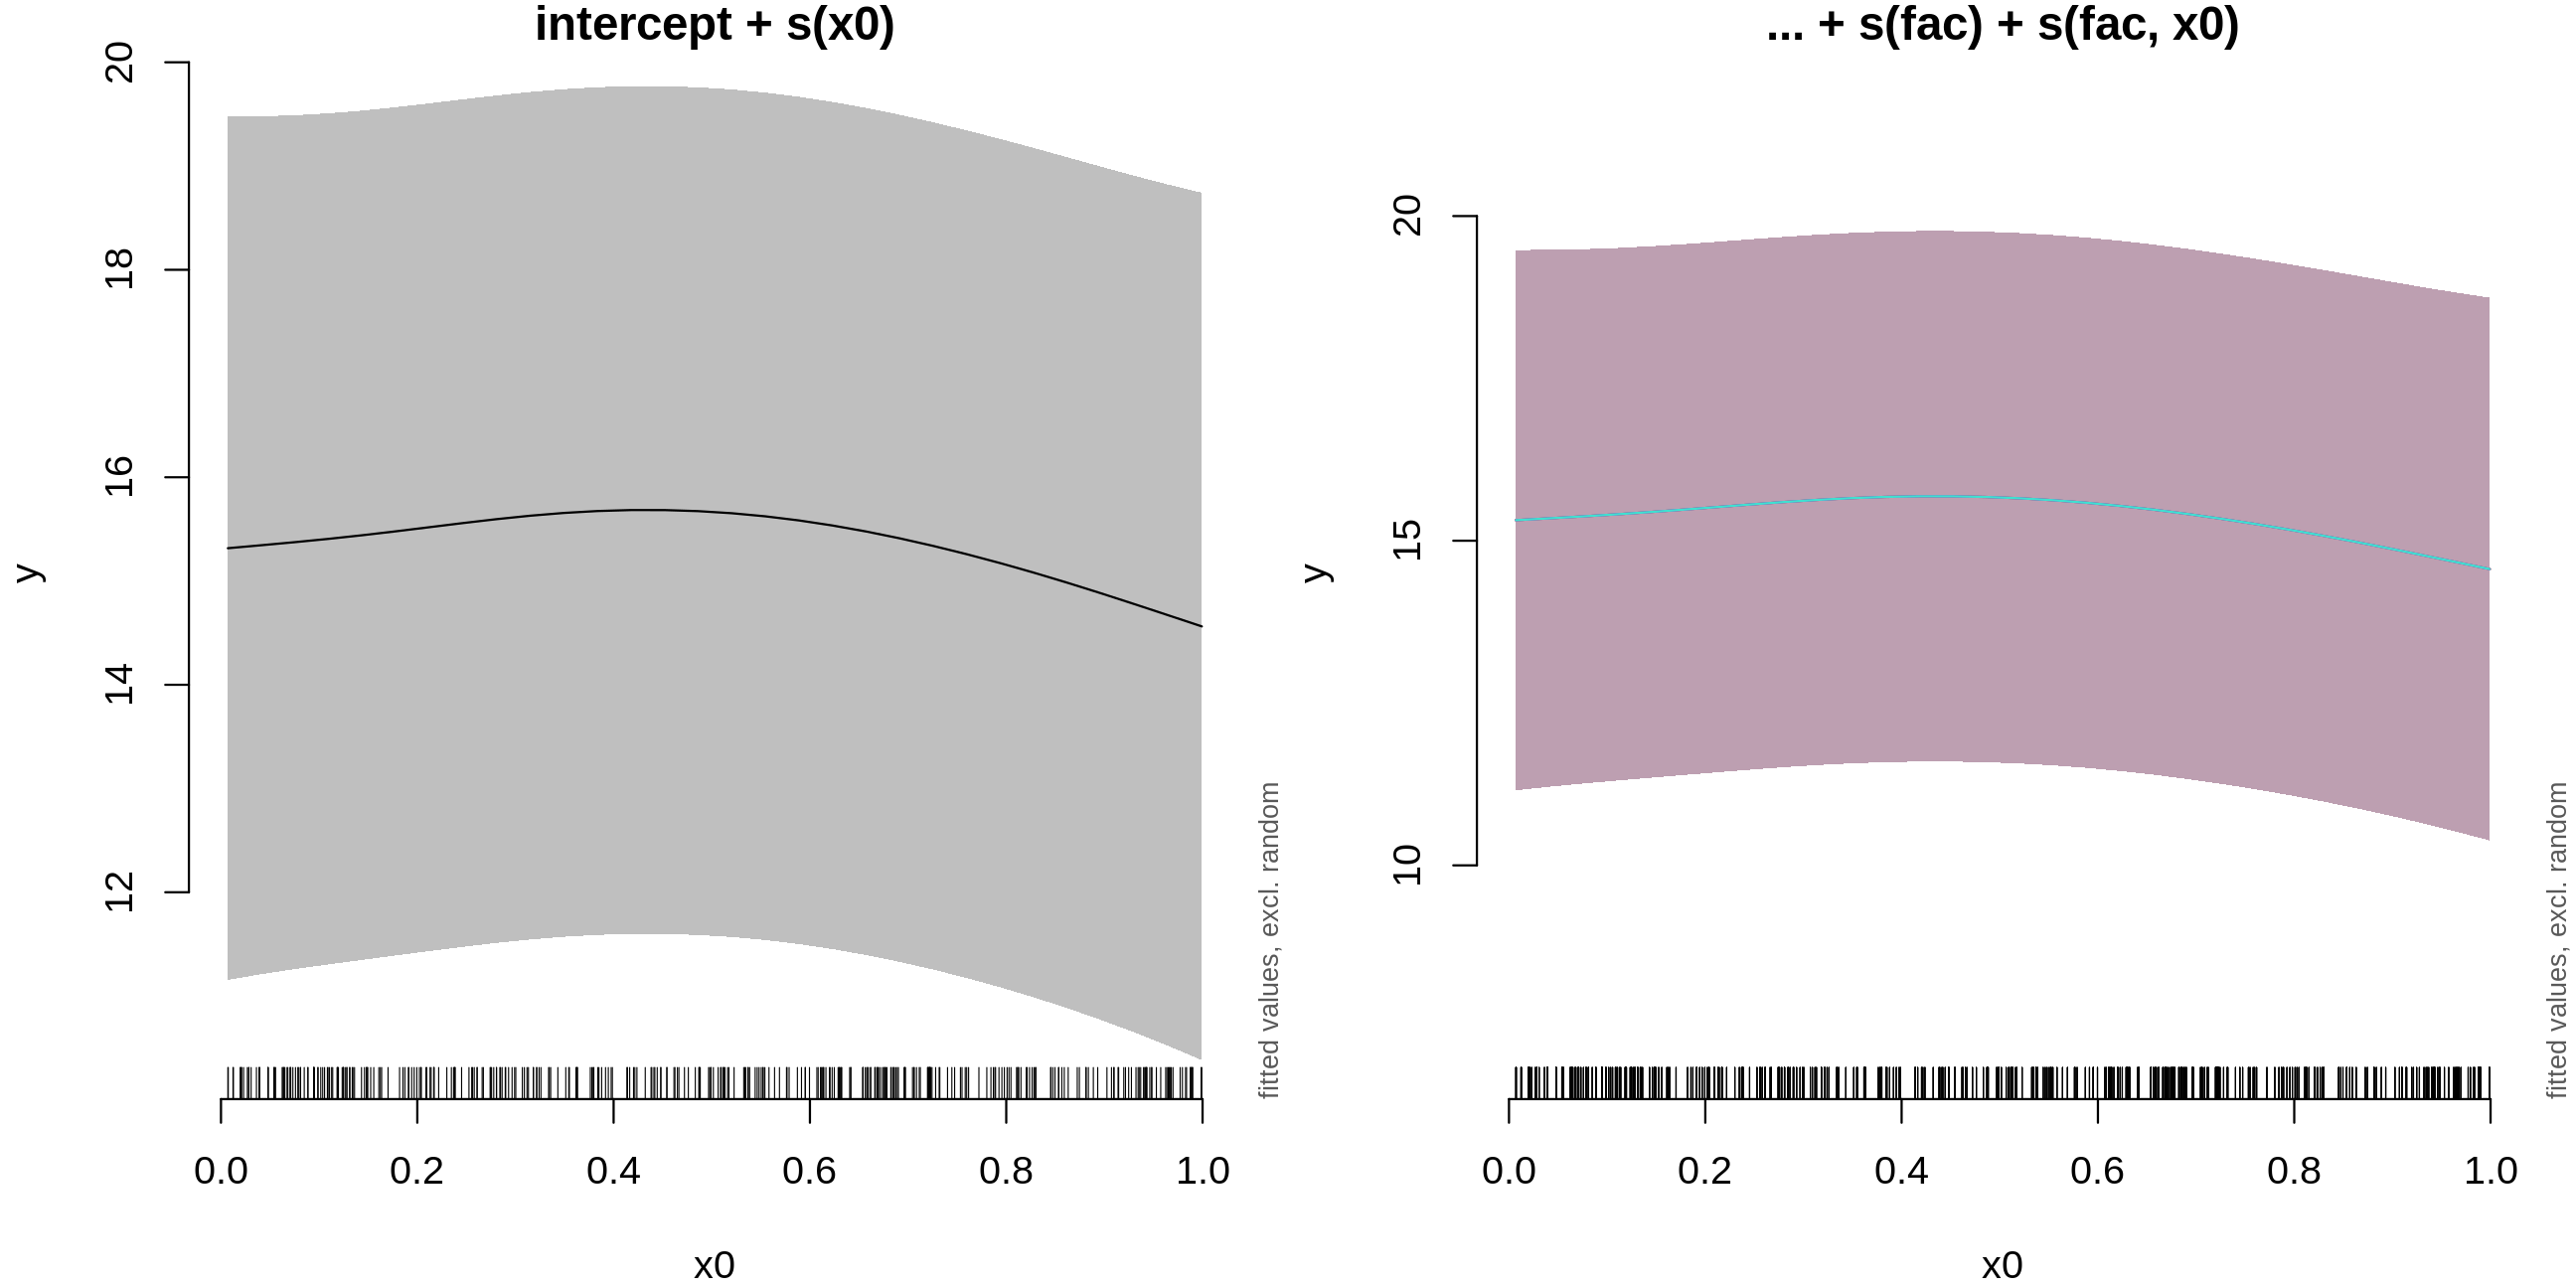 intercept + s(x0)
20
18
16
14
12
y
0.0 0.2 0.4 0.6 0.8 1.0
x0
fitted values, excl. random
... + s(fac) + s(fac, x0)
20
15
10
y
0.0 0.2 0.4 0.6 0.8 1.0
x0
fitted values, excl. random